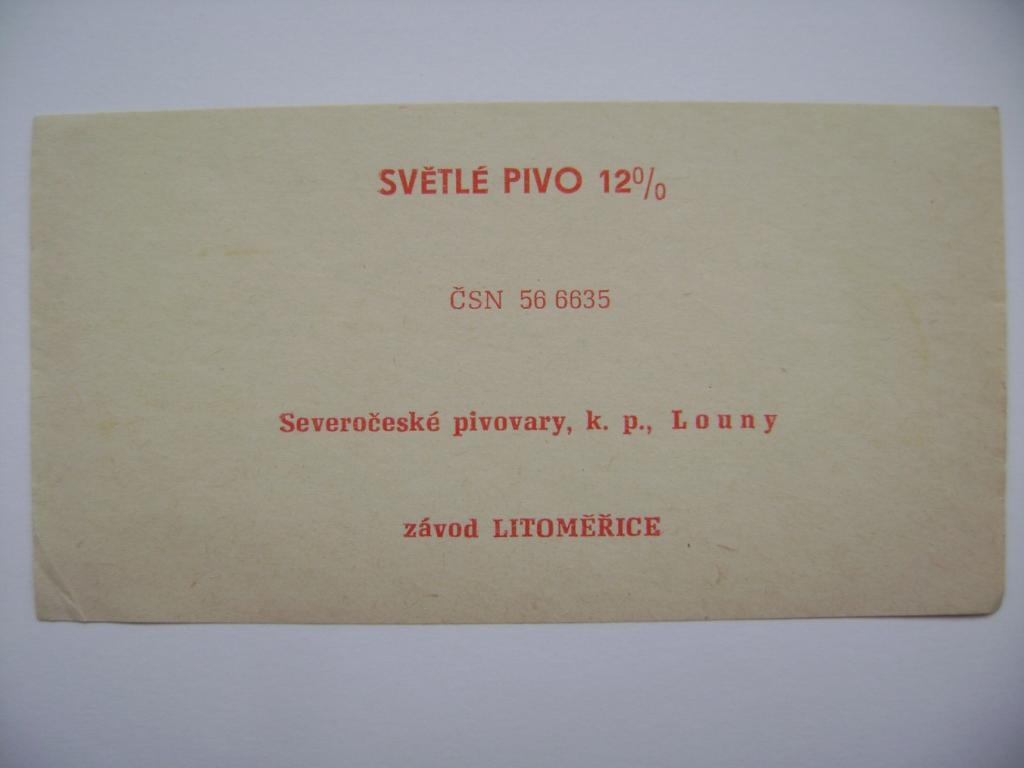 SVĚTLÉ PIVO 12%
ČSN 56 6635
Severočeské pivovary, k. p., Louny
závod LITOMĚŘICE